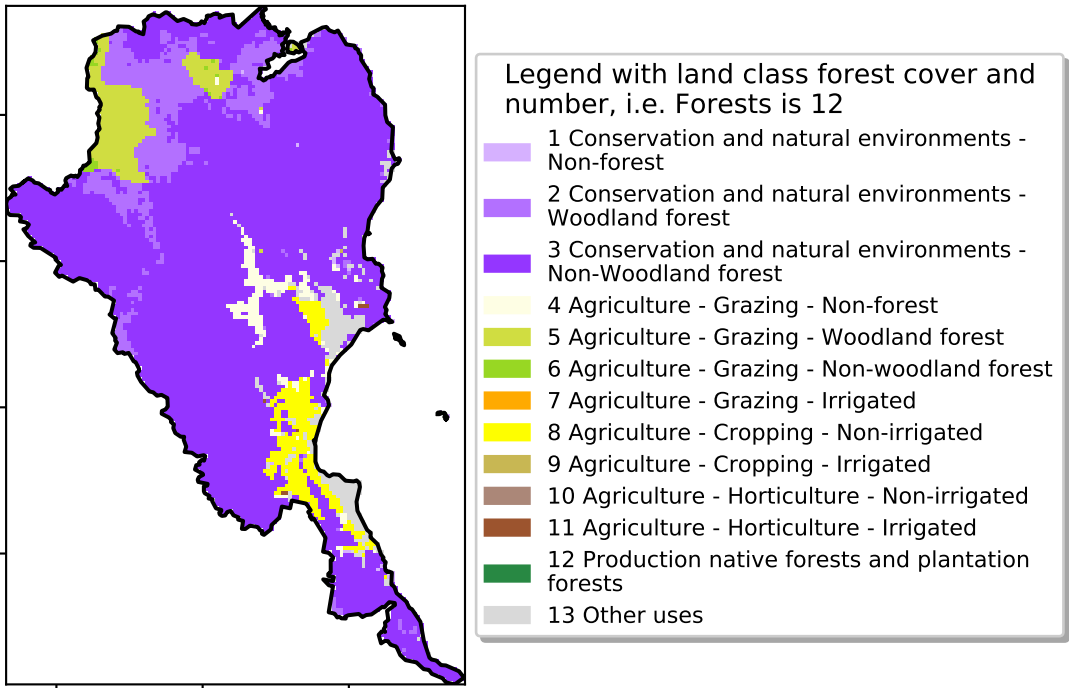 Legend with land class forest cover and
number, i.e. Forests is 12
1 Conservation and natural environments -
Non-forest
2 Conservation and natural environments -
Woodland forest
3 Conservation and natural environments -
Non-Woodland forest
4 Agriculture - Grazing - Non-forest
5 Agriculture - Grazing - Woodland forest
6 Agriculture - Grazing - Non-woodland forest
7 Agriculture - Grazing - Irrigated
8 Agriculture - Cropping - Non-irrigated
9 Agriculture - Cropping - Irrigated
10 Agriculture - Horticulture - Non-irrigated
11 Agriculture - Horticulture - Irrigated
12 Production native forests and plantation
forests
13 Other uses